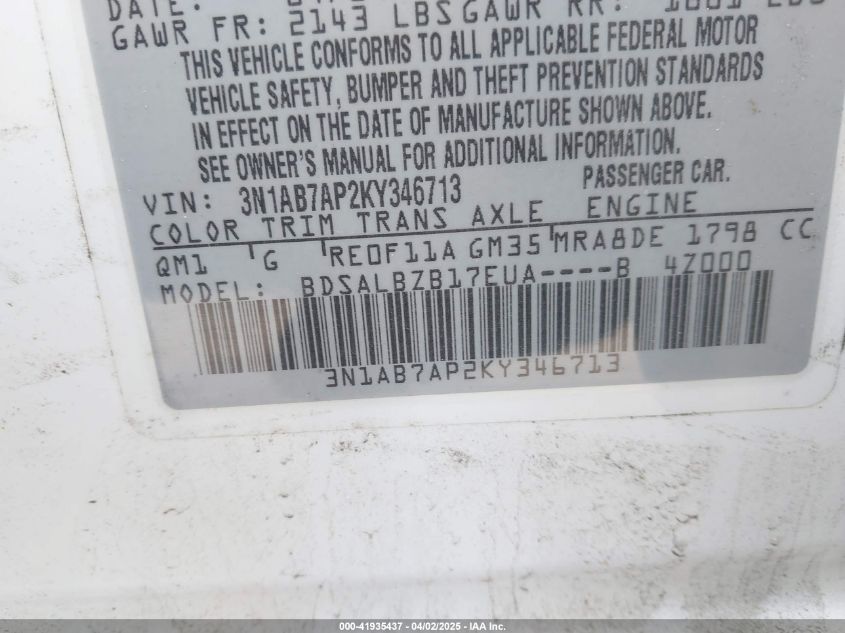 DATE:
GAWR FR: 2143 LBS GAWR RR:
THIS VEHICLE CONFORMS TO ALL APPLICABLE FEDERAL MOTOR
VEHICLE SAFETY, BUMPER AND THEFT PREVENTION STANDARDS
IN EFFECT ON THE DATE OF MANUFACTURE SHOWN ABOVE.
SEE OWNER'S MANUAL FOR ADDITIONAL INFORMATION.
VIN: 3N1AB7AP2KY346713 PASSENGER CAR.
COLOR TRIM TRANS AXLE ENGINE
QM1 G RE0F11A GM35 MRA8DE 1798 CC
MODEL: BDSALBZB17EUA----B 4Z000
3N1AB7AP2KY346713
000-41935437 - 04/02/2025 - IAA Inc.